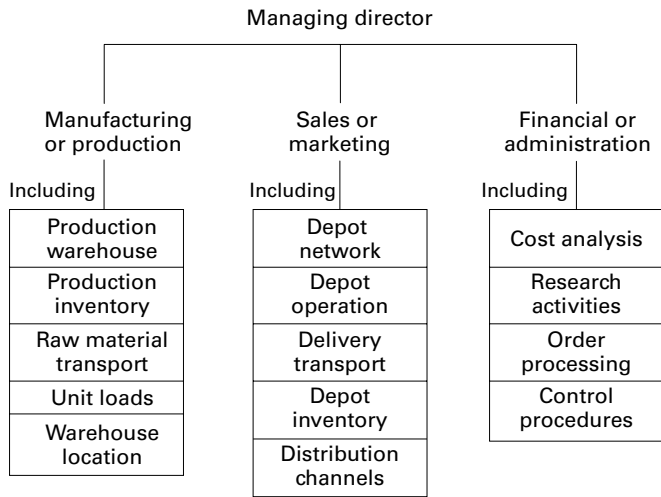 Managing director
Manufacturing
or production
Sales or
marketing
Financial or
administration
Including
Including
Including
Production
warehouse
Production
inventory
Raw material
transport
Unit loads
Warehouse
location
Depot
network
Depot
operation
Delivery
transport
Depot
inventory
Distribution
channels
Cost analysis
Research
activities
Order
processing
Control
procedures